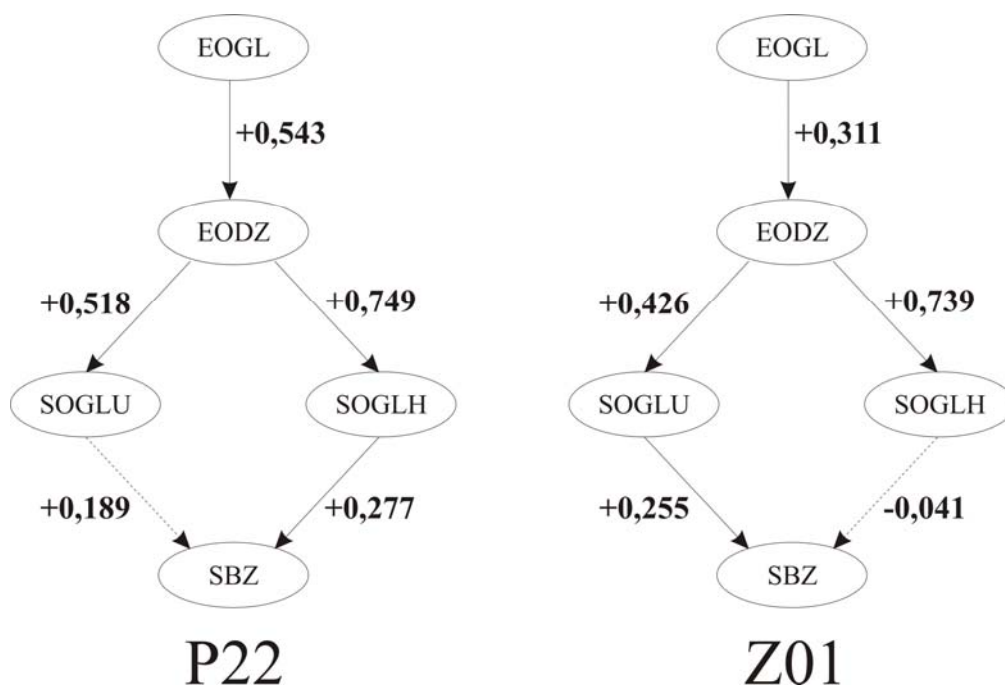 EOGL EOGL
+0,543 +0,311
EODZ EODZ
+0,518 +0,749 +0,426 +0,739
SOGLU SOGLH SOGLU SOGLH
+0,189 +0,277 +0,255 -0,041
SBZ SBZ
P22 Z01